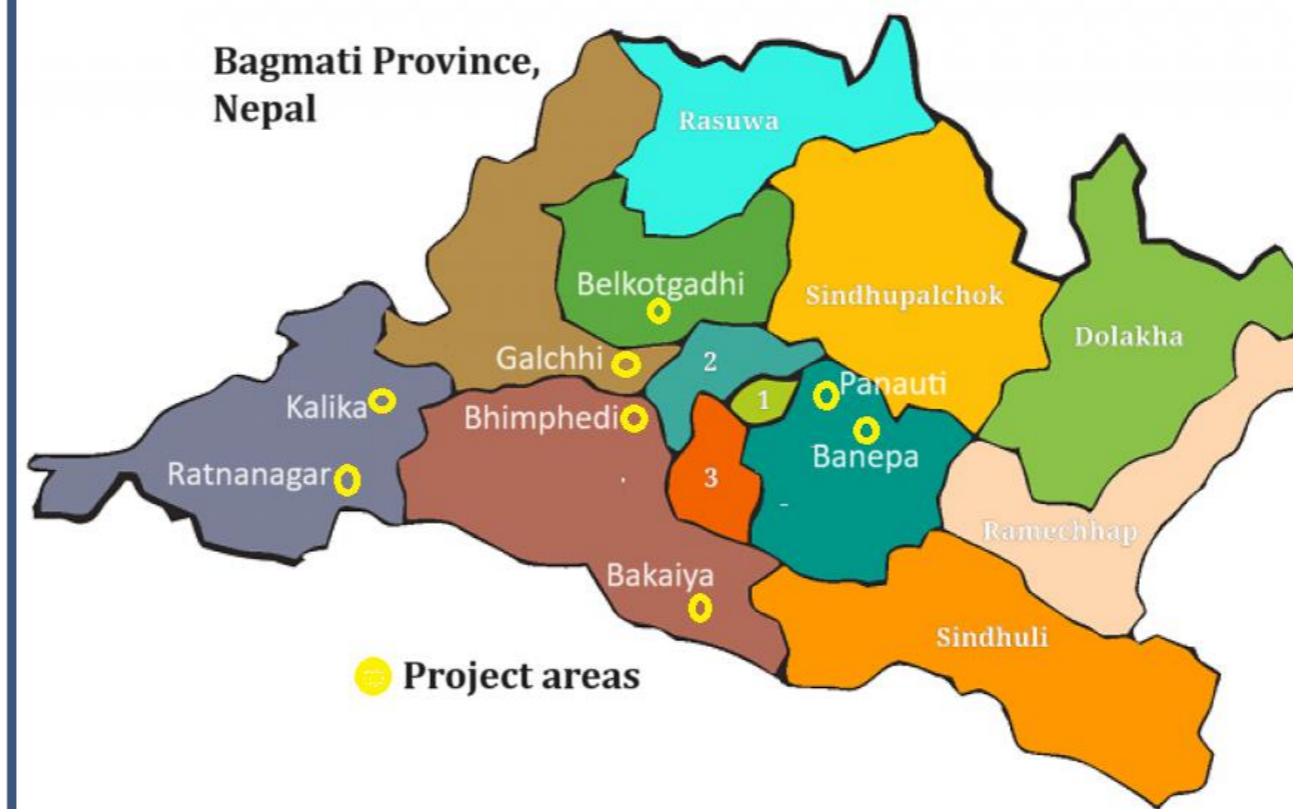 Bagmati Province,
Nepal
Rasuwa
Belkotgadhi
Sindhupalchok
Dolakha
Galchhi
2
Panauti
Kalika
1
Bhimphedi
Banepa
Ratnanagar
3
Ramechhap
Bakaiya
Sindhuli
Project areas